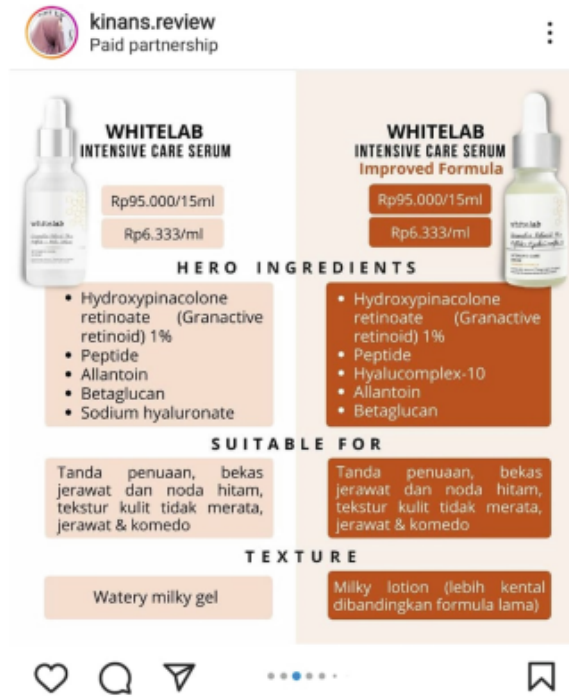 kinans.review
Paid partnership
WHITELAB
INTENSIVE CARE SERUM
Rp95.000/15ml
Rp6.333/ml
WHITELAB
INTENSIVE CARE SERUM
Improved Formula
Rp95.000/15ml
Rp6.333/ml
whitelab
whitelab
HERO INGREDIENTS
• Hydroxypinacolone
retinoate (Granactive
retinoid) 1%
• Peptide
• Allantoin
• Betaglucan
• Sodium hyaluronate
• Hydroxypinacolone
retinoate (Granactive
retinoid) 1%
• Peptide
• Hyalucomplex-10
• Allantoin
• Betaglucan
SUITABLE FOR
Tanda penuaan, bekas
jerawat dan noda hitam,
tekstur kulit tidak merata,
jerawat & komedo
Tanda penuaan, bekas
jerawat dan noda hitam,
tekstur kulit tidak merata,
jerawat & komedo
TEXTURE
Watery milky gel
Milky lotion (lebih kental
dibandingkan formula lama)